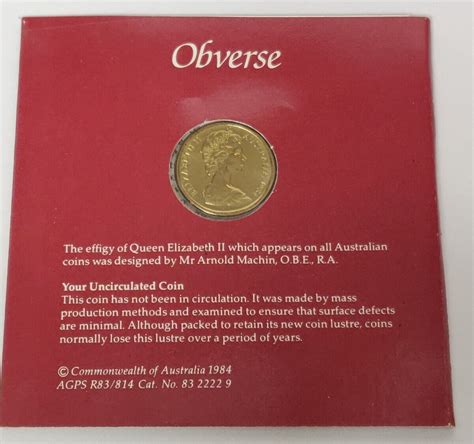 Obverse
ELIZABETH II AUSTRALIA
The effigy of Queen Elizabeth II which appears on all Australian
coins was designed by Mr Arnold Machin, O.B.E., R.A.
Your Uncirculated Coin
This coin has not been in circulation. It was made by mass
production methods and examined to ensure that surface defects
are minimal. Although packed to retain its new coin lustre, coins
normally lose this lustre over a period of years.
© Commonwealth of Australia 1984
AGPS R83/814 Cat. No. 83 2222 9